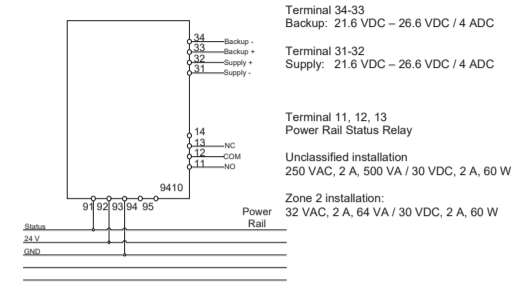 34 Backup -
33 Backup +
32 Supply +
31 Supply -
14
13 NC
12 COM
11 NO
9410
91 92 93 94 95
Power
Rail
Status
24 V
GND
Terminal 34-33
Backup: 21.6 VDC – 26.6 VDC / 4 ADC
Terminal 31-32
Supply: 21.6 VDC – 26.6 VDC / 4 ADC
Terminal 11, 12, 13
Power Rail Status Relay
Unclassified installation
250 VAC, 2 A, 500 VA / 30 VDC, 2 A, 60 W
Zone 2 installation:
32 VAC, 2 A, 64 VA / 30 VDC, 2 A, 60 W